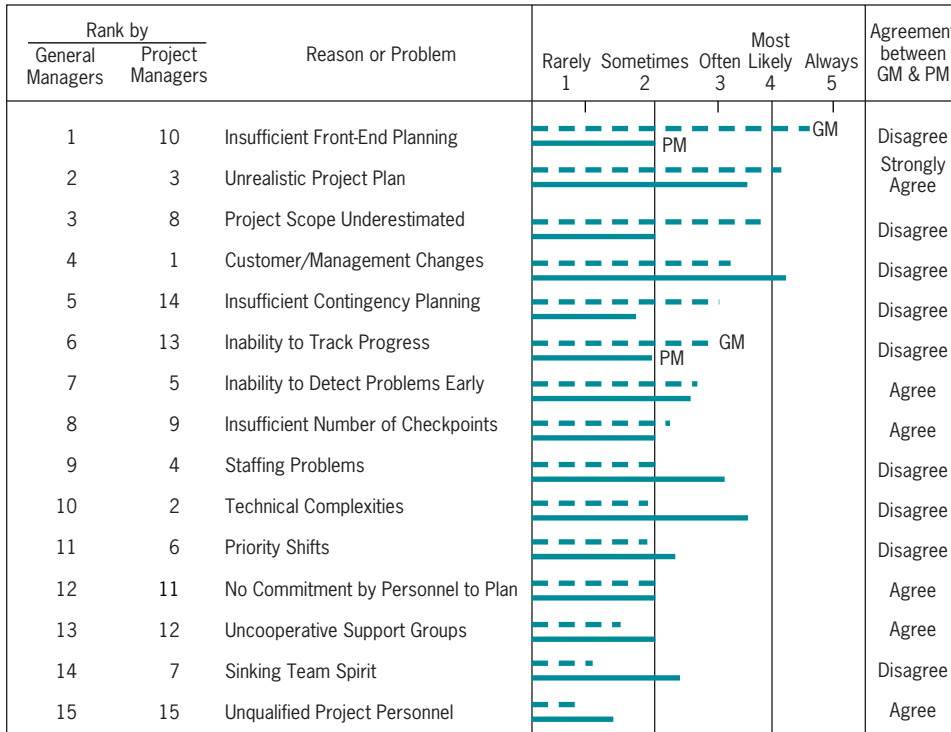 Rank by
General Managers
Project Managers
Reason or Problem
Rarely 1
Sometimes 2
Often 3
Most Likely 4
Always 5
Agreement between GM & PM
1 10 Insufficient Front-End Planning GM PM Disagree
2 3 Unrealistic Project Plan Strongly Agree
3 8 Project Scope Underestimated Disagree
4 1 Customer/Management Changes Disagree
5 14 Insufficient Contingency Planning Disagree
6 13 Inability to Track Progress GM PM Disagree
7 5 Inability to Detect Problems Early Agree
8 9 Insufficient Number of Checkpoints Agree
9 4 Staffing Problems Disagree
10 2 Technical Complexities Disagree
11 6 Priority Shifts Disagree
12 11 No Commitment by Personnel to Plan Agree
13 12 Uncooperative Support Groups Agree
14 7 Sinking Team Spirit Disagree
15 15 Unqualified Project Personnel Agree